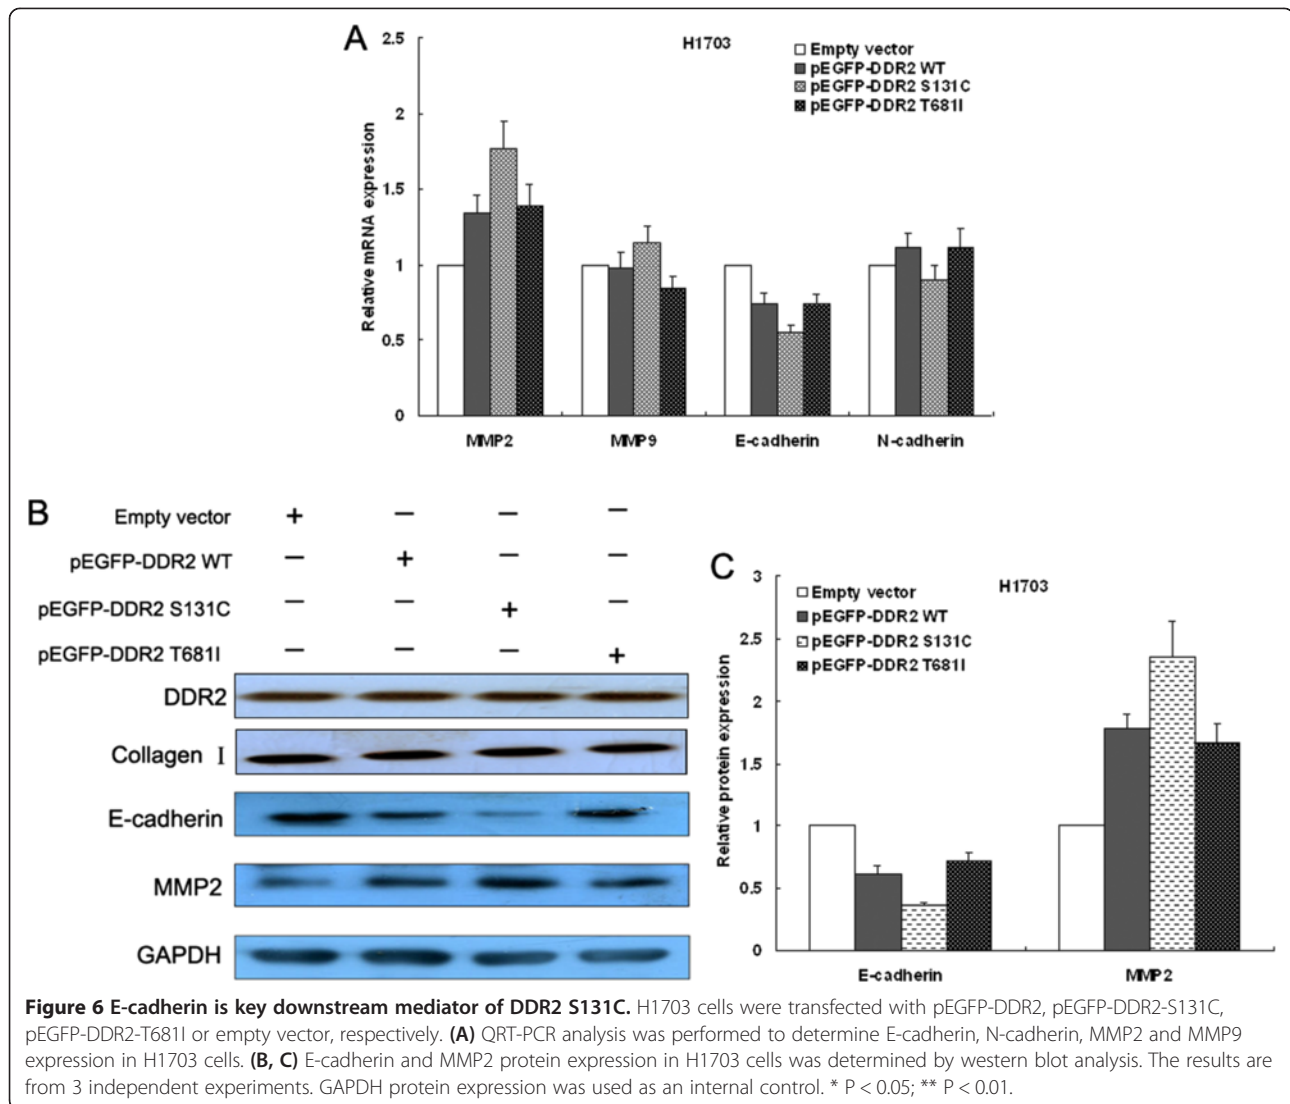 A
H1703
Empty vector
pEGFP-DDR2 WT
pEGFP-DDR2 S131C
pEGFP-DDR2 T681I
Relative mRNA expression
2.5
2
1.5
1
0.5
0
MMP2 MMP9 E-cadherin N-cadherin
B
Empty vector + — — —
pEGFP-DDR2 WT — + — —
pEGFP-DDR2 S131C — — + —
pEGFP-DDR2 T681I — — — +
DDR2
Collagen I
E-cadherin
MMP2
GAPDH
C
H1703
Empty vector
pEGFP-DDR2 WT
pEGFP-DDR2 S131C
pEGFP-DDR2 T681I
Relative protein expression
3
2.5
2
1.5
1
0.5
0
E-cadherin MMP2
Figure 6 E-cadherin is key downstream mediator of DDR2 S131C. H1703 cells were transfected with pEGFP-DDR2, pEGFP-DDR2-S131C,
pEGFP-DDR2-T681I or empty vector, respectively. (A) QRT-PCR analysis was performed to determine E-cadherin, N-cadherin, MMP2 and MMP9
expression in H1703 cells. (B, C) E-cadherin and MMP2 protein expression in H1703 cells was determined by western blot analysis. The results are
from 3 independent experiments. GAPDH protein expression was used as an internal control. * P < 0.05; ** P < 0.01.